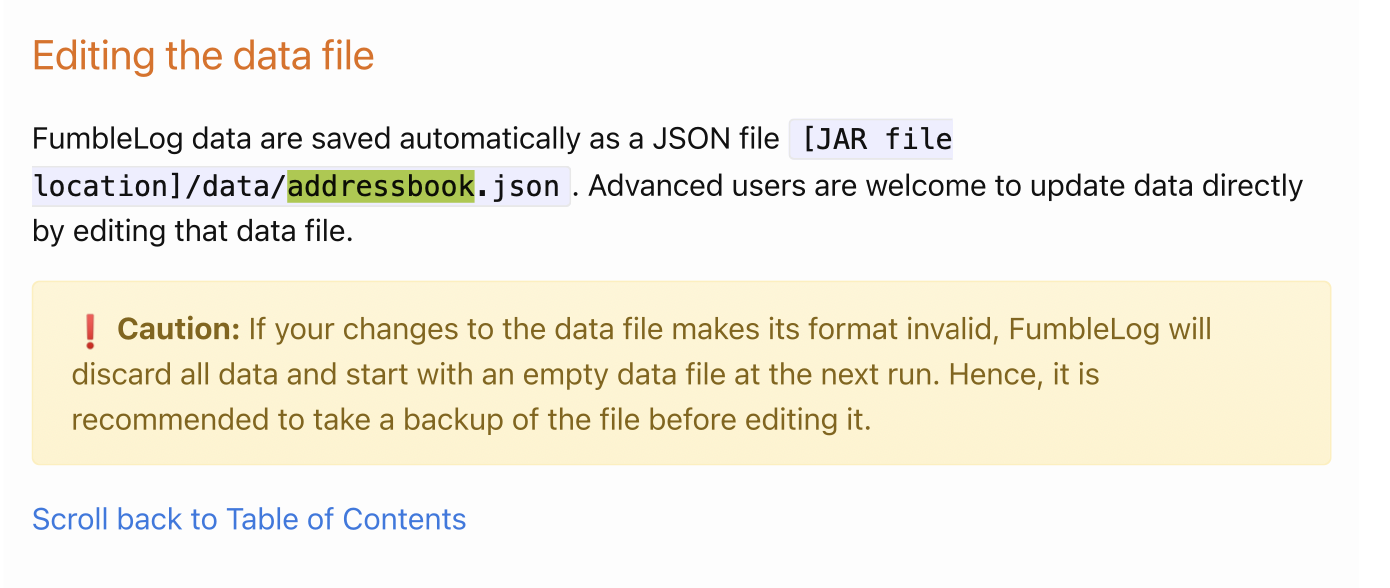 Editing the data file
FumbleLog data are saved automatically as a JSON file [JAR file
location]/data/addressbook.json . Advanced users are welcome to update data directly
by editing that data file.
❗ Caution: If your changes to the data file makes its format invalid, FumbleLog will
discard all data and start with an empty data file at the next run. Hence, it is
recommended to take a backup of the file before editing it.
Scroll back to Table of Contents